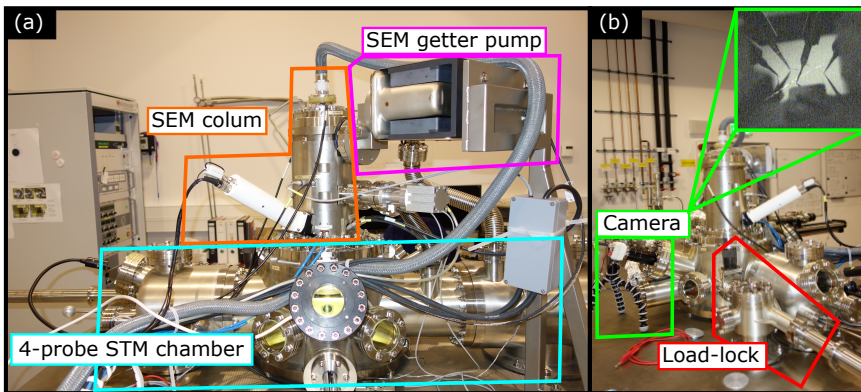 (a)
SEM getter pump
SEM colum
4-probe STM chamber
(b)
Camera
Load-lock